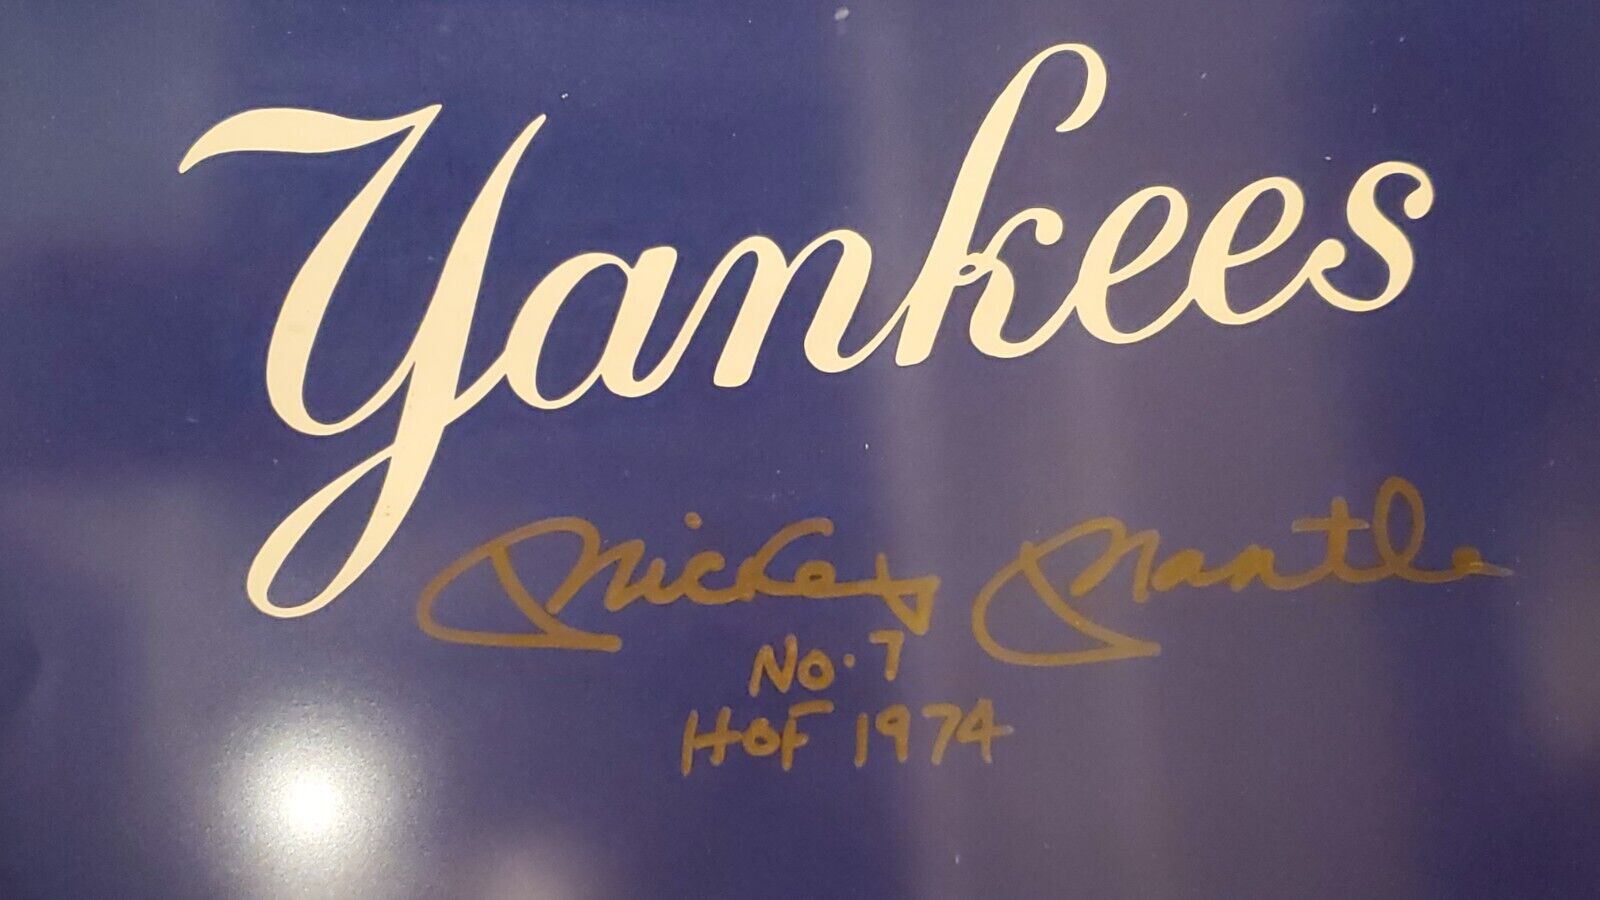 Yankees
Mickey Mantle
No. 7
HOF 1974